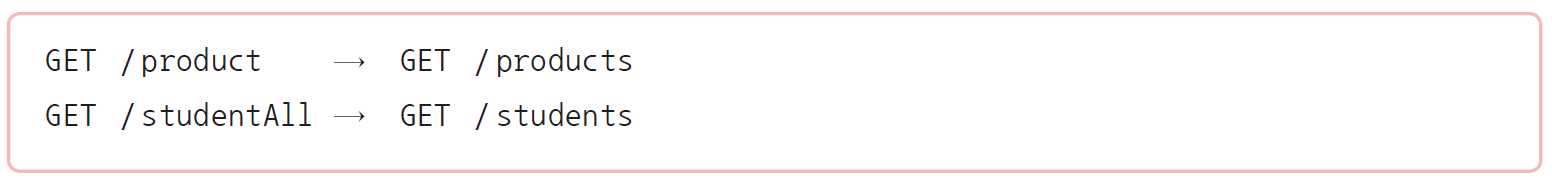 GET /product → GET /products
GET /studentAll → GET /students